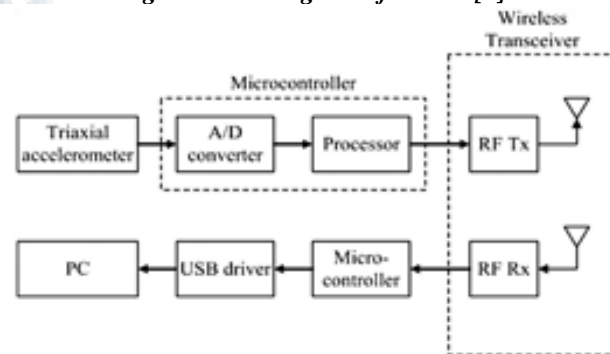 Wireless
Transceiver
Microcontroller
Triaxial
accelerometer
A/D
converter
Processor
RF Tx
PC
USB driver
Micro-
controller
RF Rx